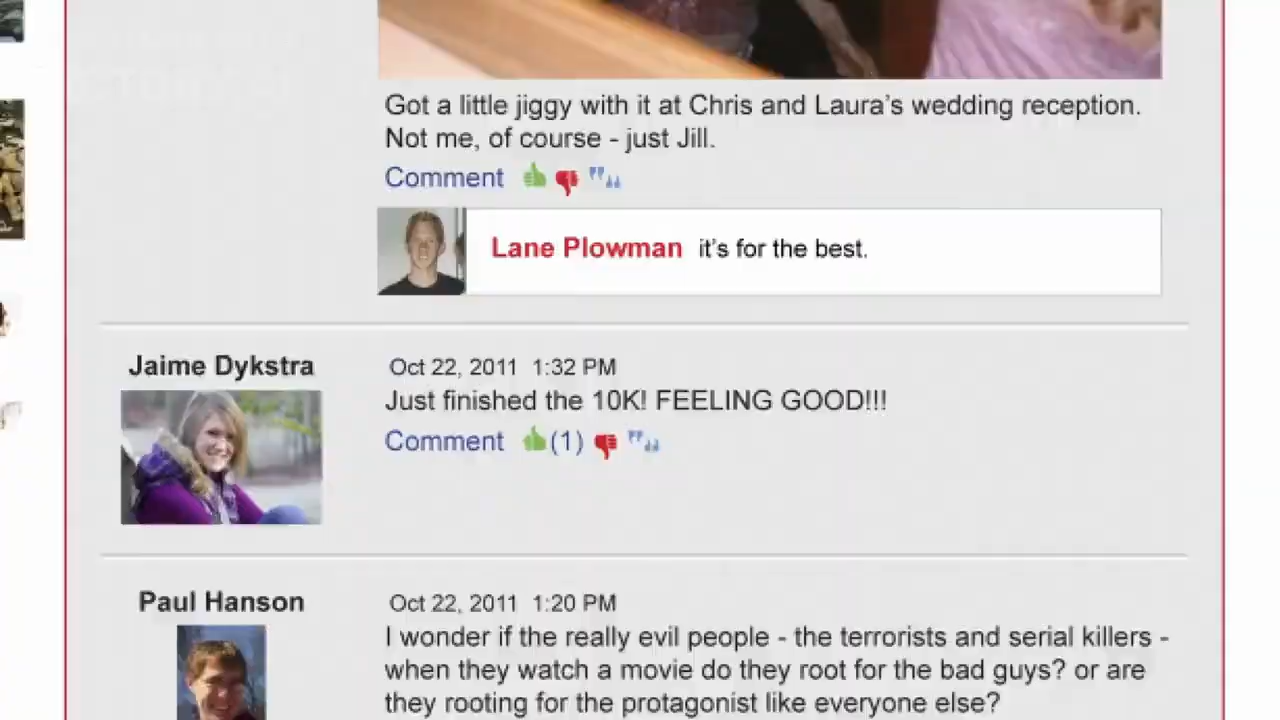 Got a little jiggy with it at Chris and Laura's wedding reception.
Not me, of course - just Jill.
Comment
Lane Plowman it's for the best.
Jaime Dykstra
Oct 22, 2011 1:32 PM
Just finished the 10K! FEELING GOOD!!!
Comment (1)
Paul Hanson
Oct 22, 2011 1:20 PM
I wonder if the really evil people - the terrorists and serial killers -
when they watch a movie do they root for the bad guys? or are
they rooting for the protagonist like everyone else?